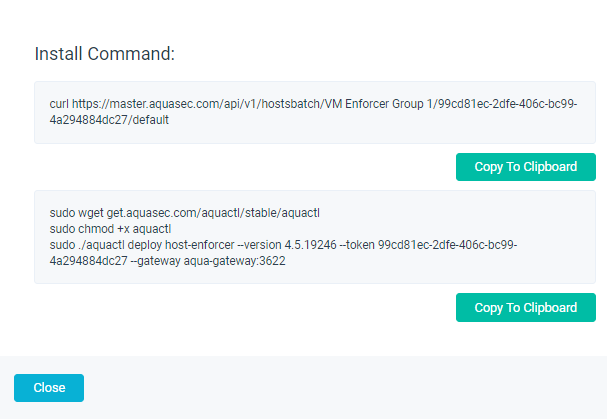 Install Command:
curl https://master.aquasec.com/api/v1/hostsbatch/VM Enforcer Group 1/99cd81ec-2dfe-406c-bc99-
4a294884dc27/default
Copy To Clipboard
sudo wget get.aquasec.com/aquactl/stable/aquactl
sudo chmod +x aquactl
sudo ./aquactl deploy host-enforcer --version 4.5.19246 --token 99cd81ec-2dfe-406c-bc99-
4a294884dc27 --gateway aqua-gateway:3622
Copy To Clipboard
Close